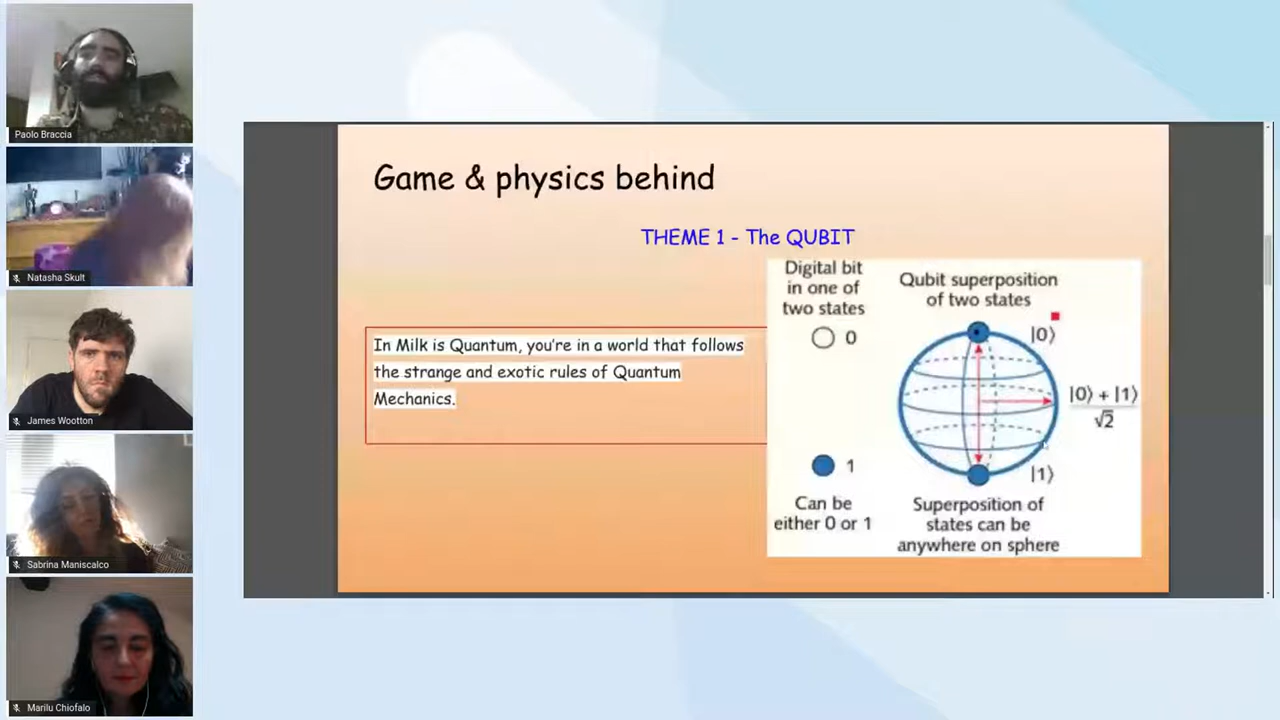 Paolo Braccia
Natasha Skult
James Wootton
Sabrina Maniscalco
Marilu Chiofalo
Game & physics behind
THEME 1 - The QUBIT
In Milk is Quantum, you're in a world that follows
the strange and exotic rules of Quantum
Mechanics.
Digital bit
in one of
two states
0
1
Can be
either 0 or 1
Qubit superposition
of two states
|0⟩
|0⟩ + |1⟩
√2
|1⟩
Superposition of
states can be
anywhere on sphere